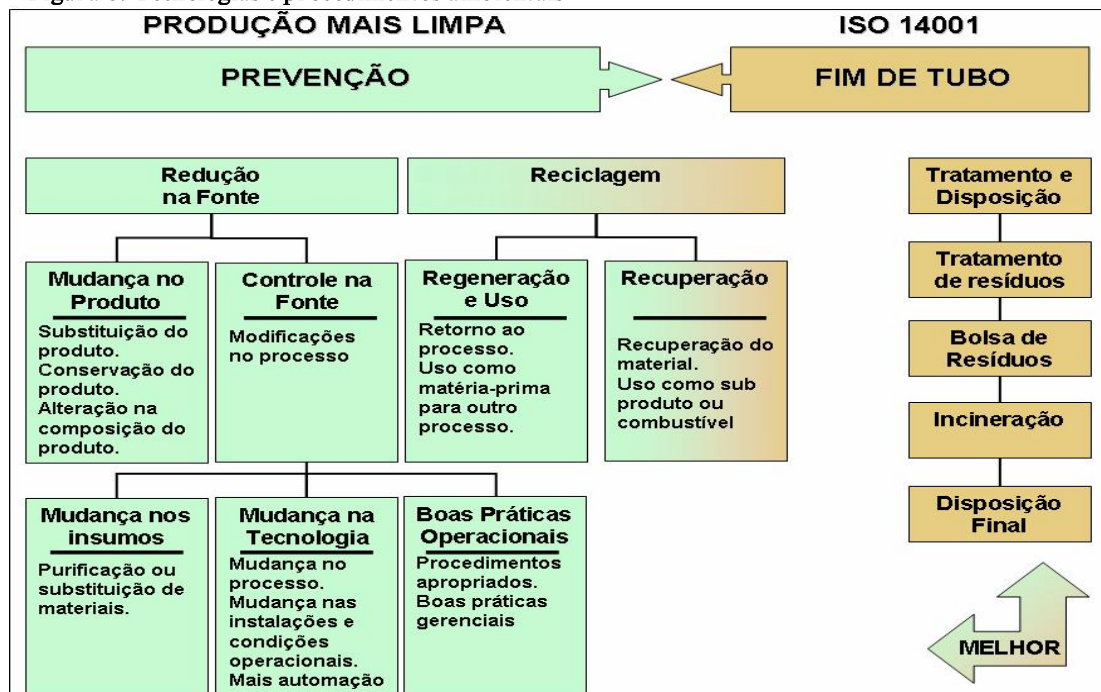 PRODUÇÃO MAIS LIMPA
ISO 14001
PREVENÇÃO
FIM DE TUBO
Redução
na Fonte
Reciclagem
Tratamento e
Disposição
Mudança no
Produto
Substituição do
produto.
Conservação do
produto.
Alteração na
composição do
produto.
Controle na
Fonte
Modificações
no processo
Regeneração
e Uso
Retorno ao
processo.
Uso como
matéria-prima
para outro
processo.
Recuperação
Recuperação do
material.
Uso como sub
produto ou
combustível
Tratamento
de resíduos
Bolsa de
Resíduos
Incineração
Disposição
Final
Mudança nos
insumos
Purificação ou
substituição de
materiais.
Mudança na
Tecnologia
Mudança no
processo.
Mudança nas
instalações e
condições
operacionais.
Mais automação
Boas Práticas
Operacionais
Procedimentos
apropriados.
Boas práticas
gerenciais
MELHOR